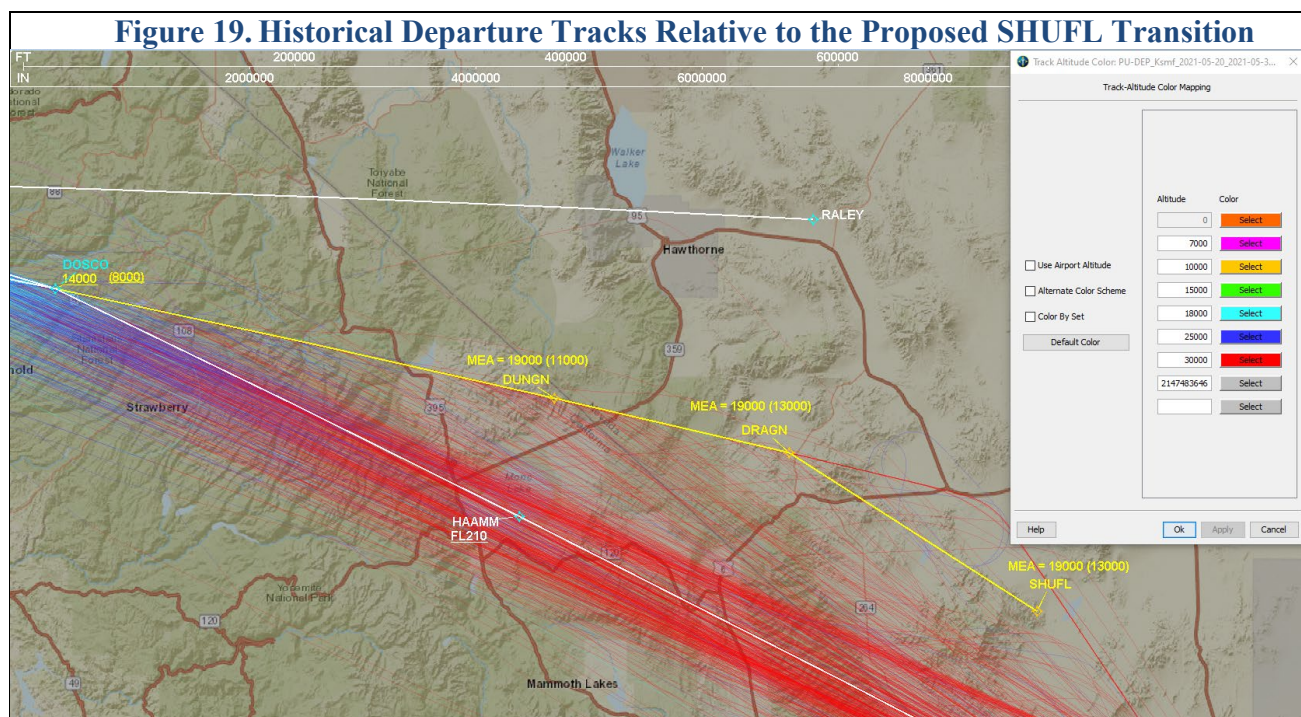 Figure 19. Historical Departure Tracks Relative to the Proposed SHUFL Transition
FT
200000
400000
600000
IN
2000000
4000000
6000000
8000000
361
National
Forest
Walker
Lake
Toiyabe
National
Forest
88
95
RALEY
Hawthorne
DOSCO
14000 (8000)
108
National
Forest
359
MEA = 19000 (11000)
DUNGN
Strawberry
395
MEA = 19000 (13000)
DRAGN
Mono
Lake
HAAMM
FL210
120
6
MEA = 19000 (13000)
SHUFL
Yosemite
National Park
264
120
49
Mammoth Lakes
Track Altitude Color: PU-DEP_Ksmf_2021-05-20_2021-05-3...
Track-Altitude Color Mapping
Altitude Color
0 Select
7000 Select
Use Airport Altitude
10000 Select
Alternate Color Scheme
15000 Select
Color By Set
18000 Select
Default Color
25000 Select
30000 Select
2147483646 Select
Select
Help Ok Apply Cancel